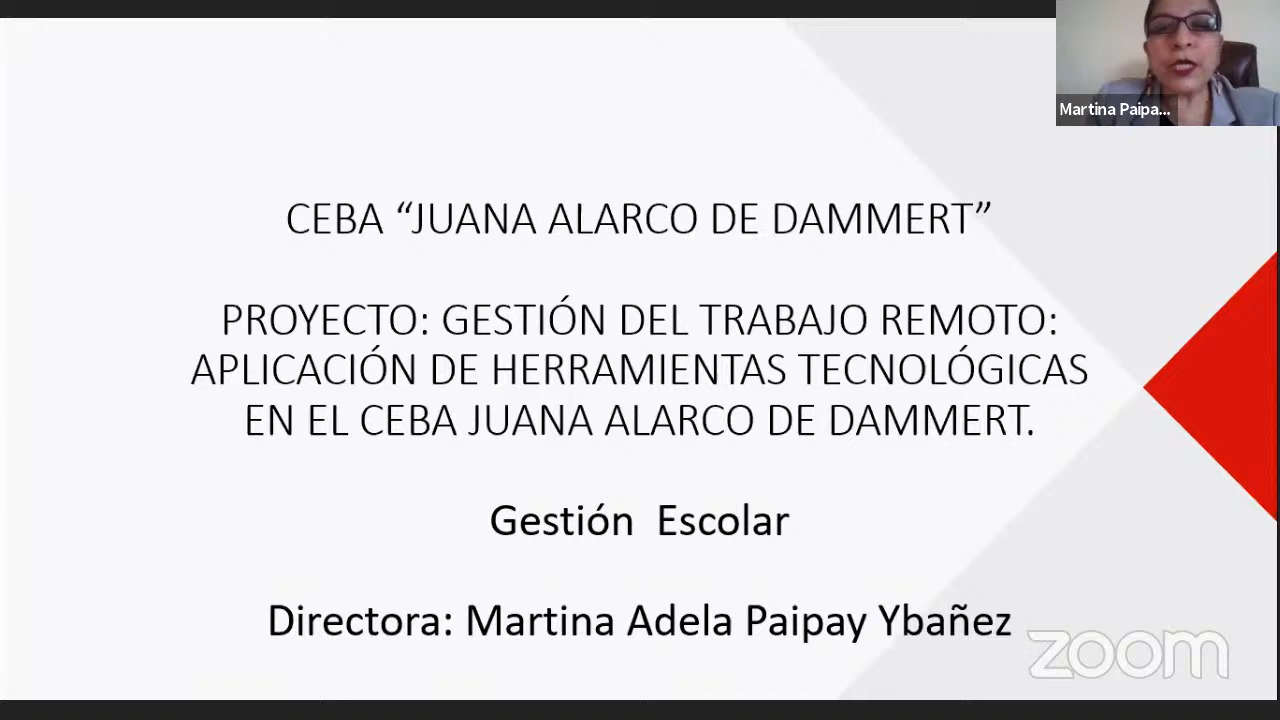 Martina Paipa...
CEBA “JUANA ALARCO DE DAMMERT”
PROYECTO: GESTIÓN DEL TRABAJO REMOTO:
APLICACIÓN DE HERRAMIENTAS TECNOLÓGICAS
EN EL CEBA JUANA ALARCO DE DAMMERT.
Gestión Escolar
Directora: Martina Adela Paipay Ybañez
zoom